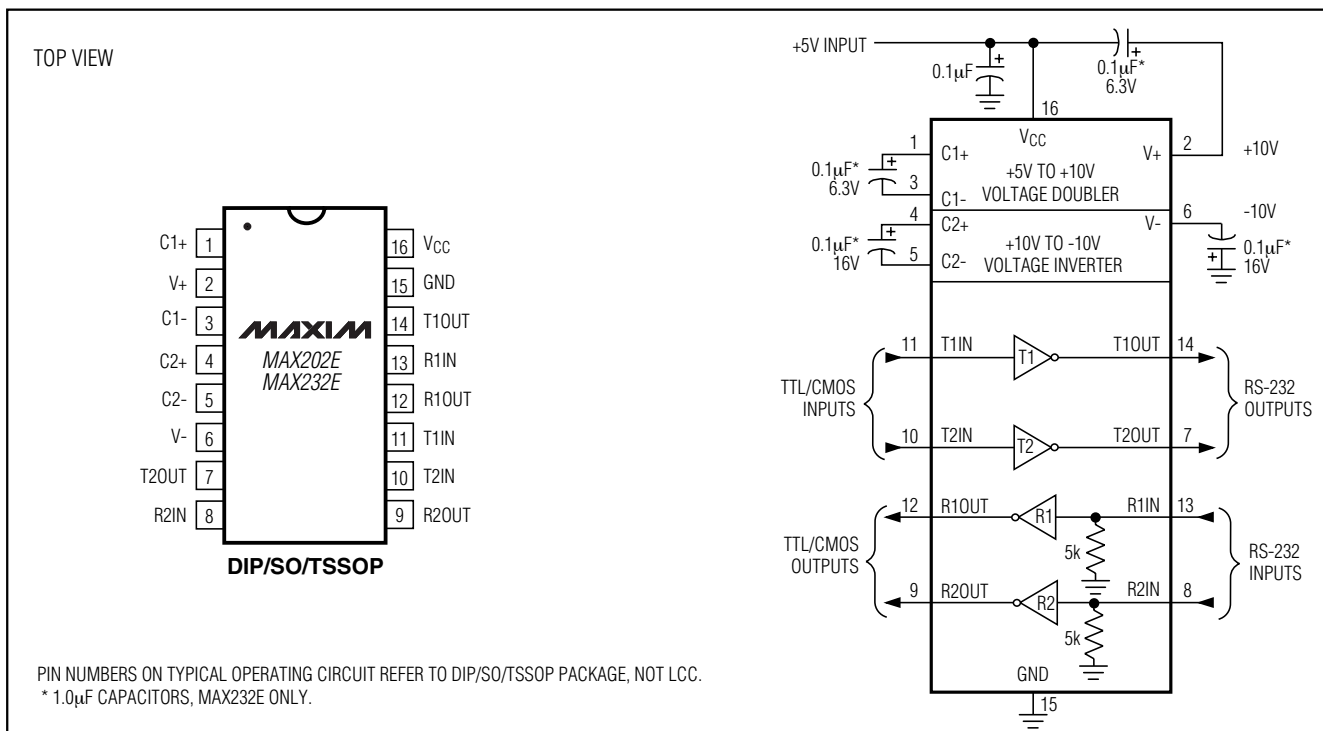 TOP VIEW
C1+ 1
V+ 2
C1- 3
C2+ 4
C2- 5
V- 6
T2OUT 7
R2IN 8
16 VCC
15 GND
14 T1OUT
13 R1IN
12 R1OUT
11 T1IN
10 T2IN
9 R2OUT
MAXIM
MAX202E
MAX232E
DIP/SO/TSSOP
+5V INPUT
0.1μF
+
0.1μF*
6.3V
+
16
VCC
1
C1+
+
0.1μF*
6.3V
3
C1-
+5V TO +10V
VOLTAGE DOUBLER
V+
2
+10V
4
C2+
+
0.1μF*
16V
5
C2-
+10V TO -10V
VOLTAGE INVERTER
V-
6
-10V
0.1μF*
16V
+
TTL/CMOS
INPUTS
11 T1IN T1 T1OUT 14
10 T2IN T2 T2OUT 7
RS-232
OUTPUTS
TTL/CMOS
OUTPUTS
12 R1OUT R1 R1IN 13
5k
9 R2OUT R2 R2IN 8
5k
RS-232
INPUTS
GND
15
PIN NUMBERS ON TYPICAL OPERATING CIRCUIT REFER TO DIP/SO/TSSOP PACKAGE, NOT LCC.
* 1.0μF CAPACITORS, MAX232E ONLY.